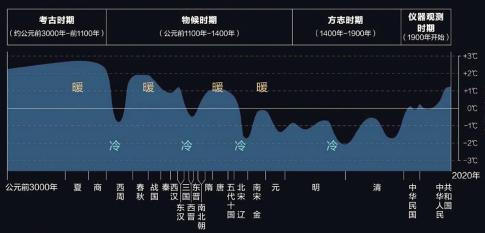 考古时期
（约公元前3000年-前1100年）
物候时期
（公元前1100年-1400年）
方志时期
（1400年-1900年）
仪器观测
时期
（1900年开始）
暖
暖
暖
暖
冷
冷
冷
冷
+3℃
+2℃
+1℃
0℃
−1℃
−2℃
−3℃
公元前3000年
夏
商
西周
春秋
战国
秦
西汉
东汉
三国
西晋
东晋
南北朝
隋
唐
五代十国
北宋 辽
南宋 金
元
明
清
中华民国
中华人民共和国
2020年